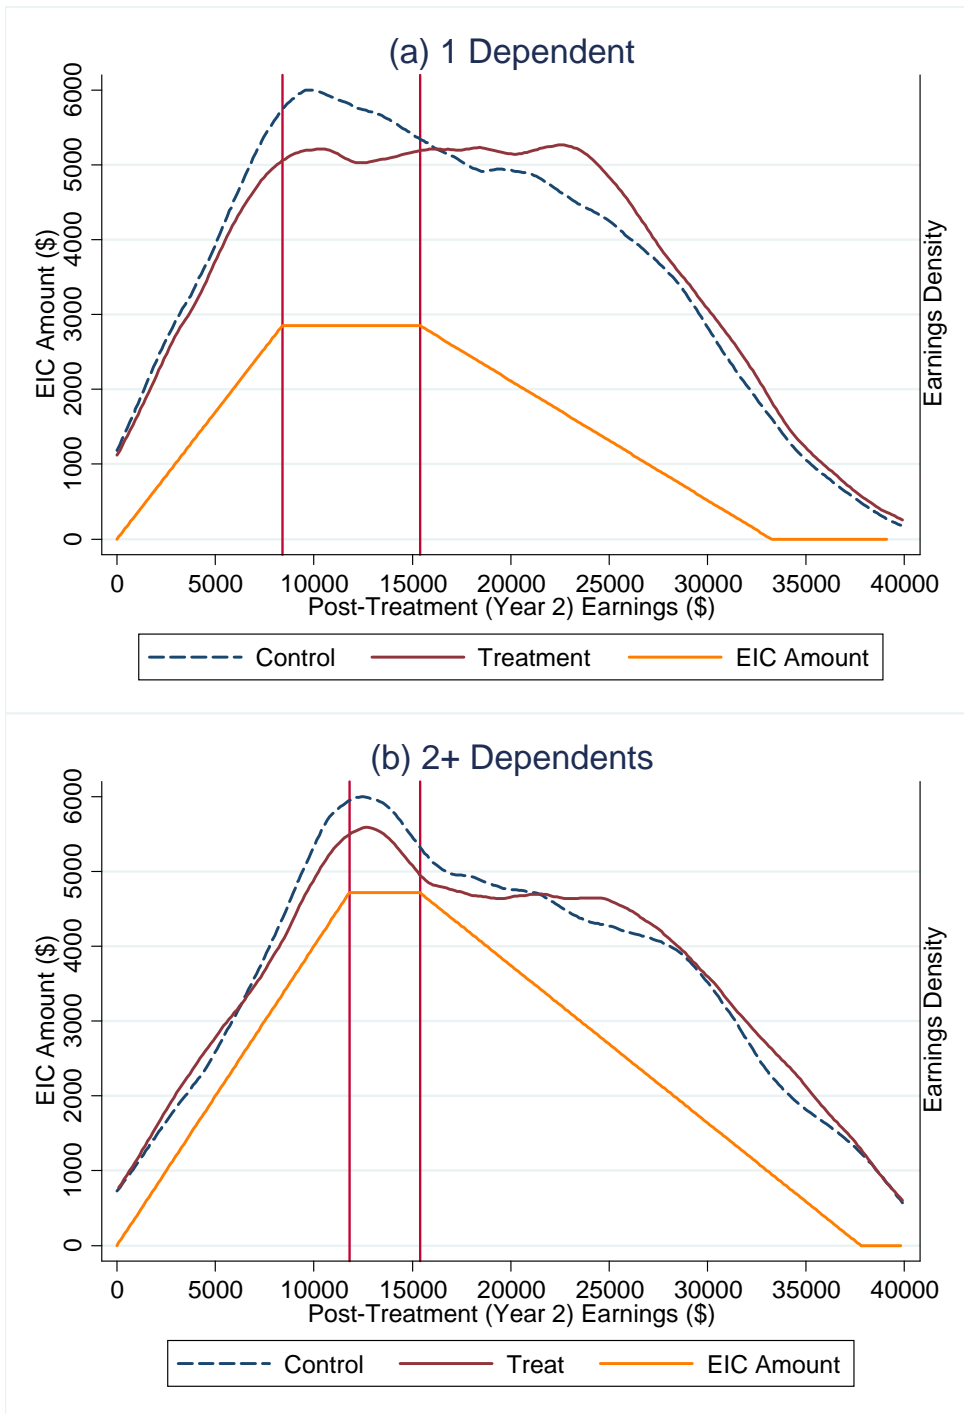 (a) 1 Dependent
EIC Amount ($)
6000
5000
4000
3000
2000
1000
0
Earnings Density
0 5000 10000 15000 20000 25000 30000 35000 40000
Post-Treatment (Year 2) Earnings ($)
Control Treatment EIC Amount
(b) 2+ Dependents
EIC Amount ($)
6000
5000
4000
3000
2000
1000
0
Earnings Density
0 5000 10000 15000 20000 25000 30000 35000 40000
Post-Treatment (Year 2) Earnings ($)
Control Treat EIC Amount